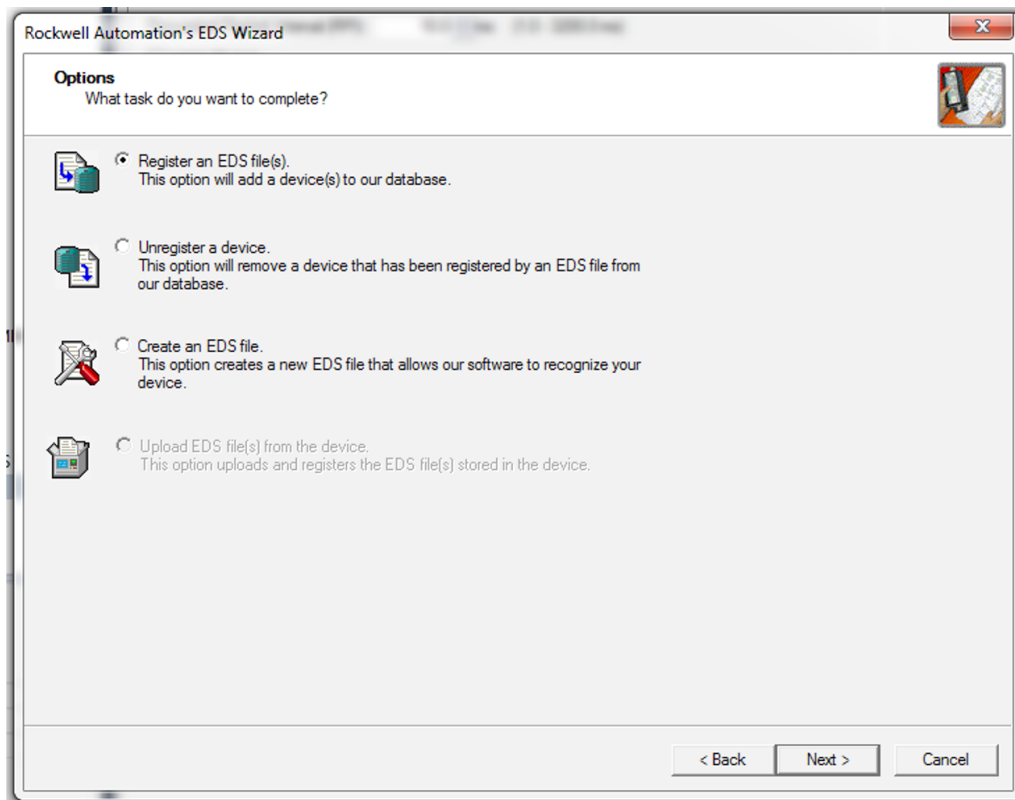 Rockwell Automation's EDS Wizard
Options
What task do you want to complete?
Register an EDS file(s).
This option will add a device(s) to our database.
Unregister a device.
This option will remove a device that has been registered by an EDS file from
our database.
Create an EDS file.
This option creates a new EDS file that allows our software to recognize your
device.
Upload EDS file(s) from the device.
This option uploads and registers the EDS file(s) stored in the device.
< Back
Next >
Cancel